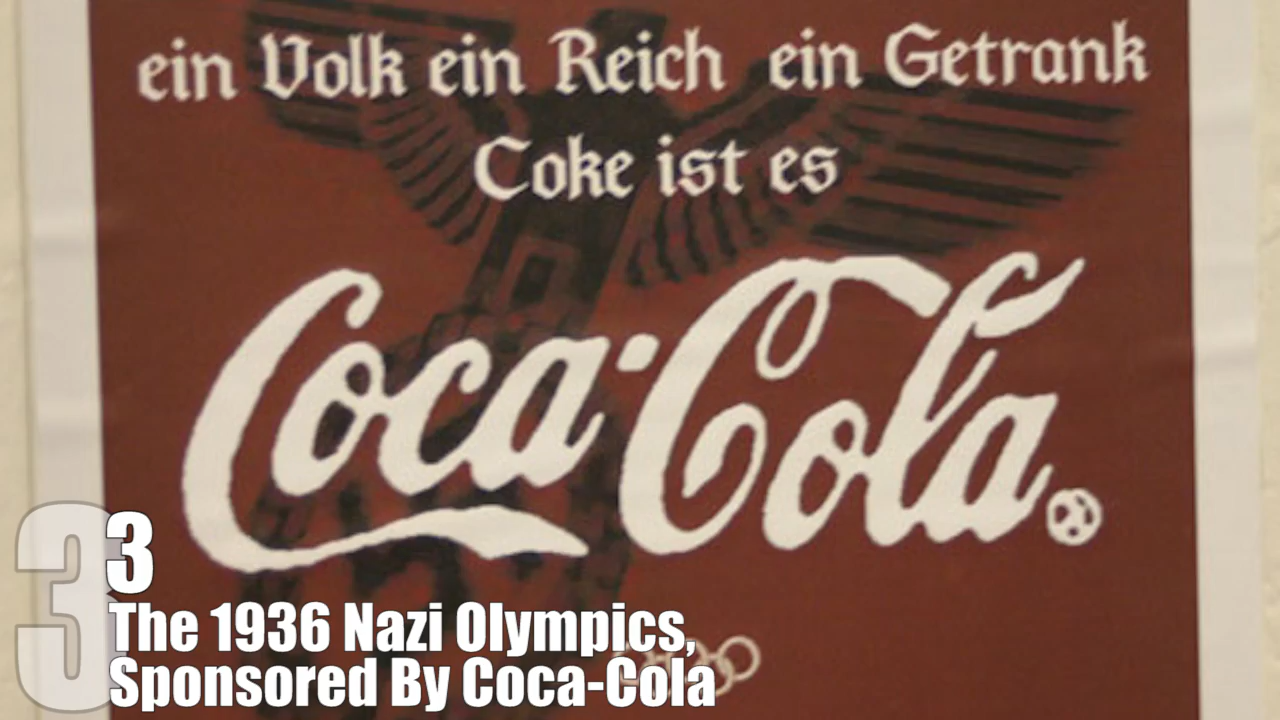 ein Volk ein Reich ein Getrank
Coke ist es
Coca-Cola
3
3
The 1936 Nazi Olympics,
Sponsored By Coca-Cola